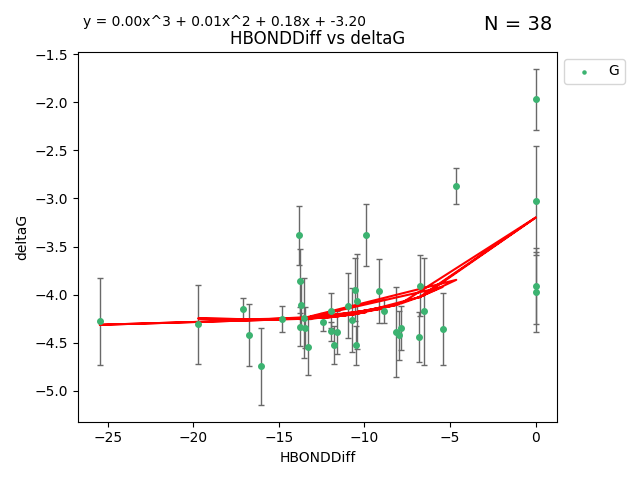 y = 0.00x^3 + 0.01x^2 + 0.18x + -3.20
N = 38
HBONDDiff vs deltaG
G
deltaG
−1.5
−2.0
−2.5
−3.0
−3.5
−4.0
−4.5
−5.0
−25
−20
−15
−10
−5
0
HBONDDiff